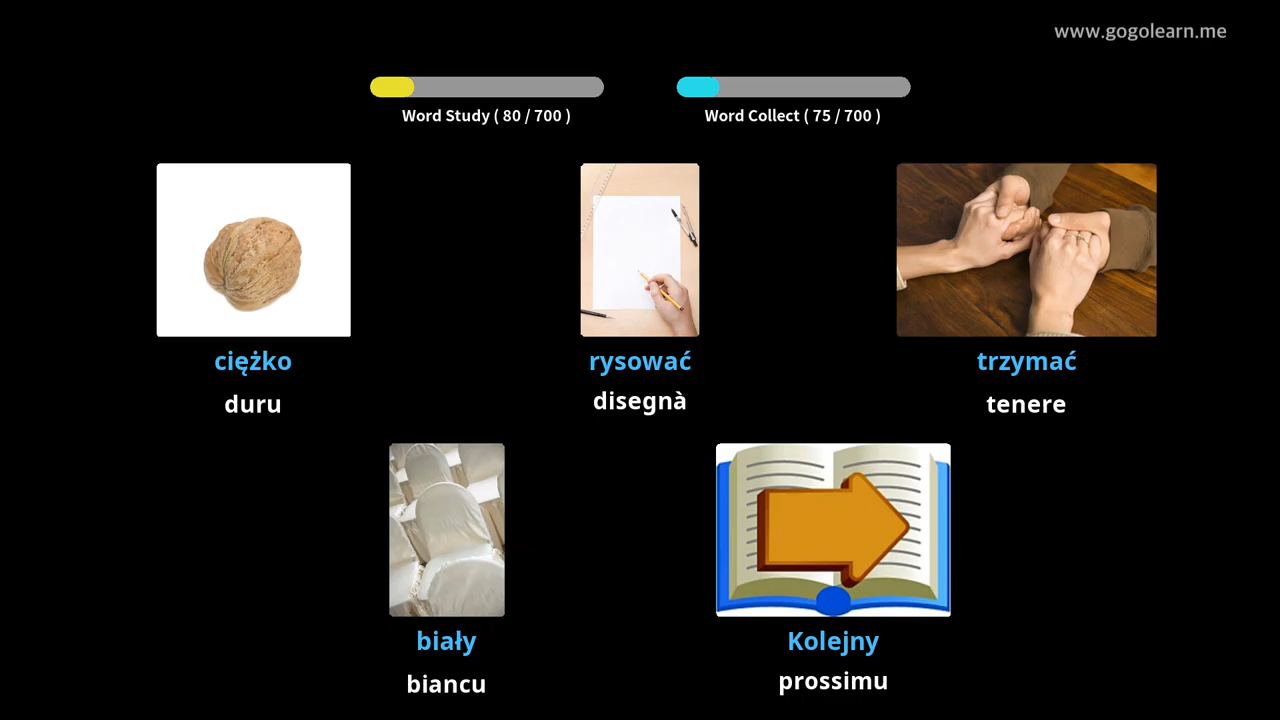 www.gogolearn.me
Word Study ( 80 / 700 )
Word Collect ( 75 / 700 )
ciężko
duru
rysować
disegnà
trzymać
tenere
biały
biancu
Kolejny
prossimu